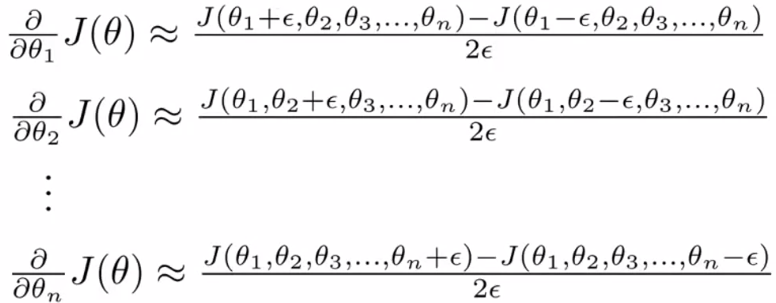 ∂/∂θ₁ J(θ) ≈ J(θ₁+ϵ,θ₂,θ₃,...,θₙ)−J(θ₁−ϵ,θ₂,θ₃,...,θₙ)/2ϵ
∂/∂θ₂ J(θ) ≈ J(θ₁,θ₂+ϵ,θ₃,...,θₙ)−J(θ₁,θ₂−ϵ,θ₃,...,θₙ)/2ϵ
⋮
∂/∂θₙ J(θ) ≈ J(θ₁,θ₂,θ₃,...,θₙ+ϵ)−J(θ₁,θ₂,θ₃,...,θₙ−ϵ)/2ϵ